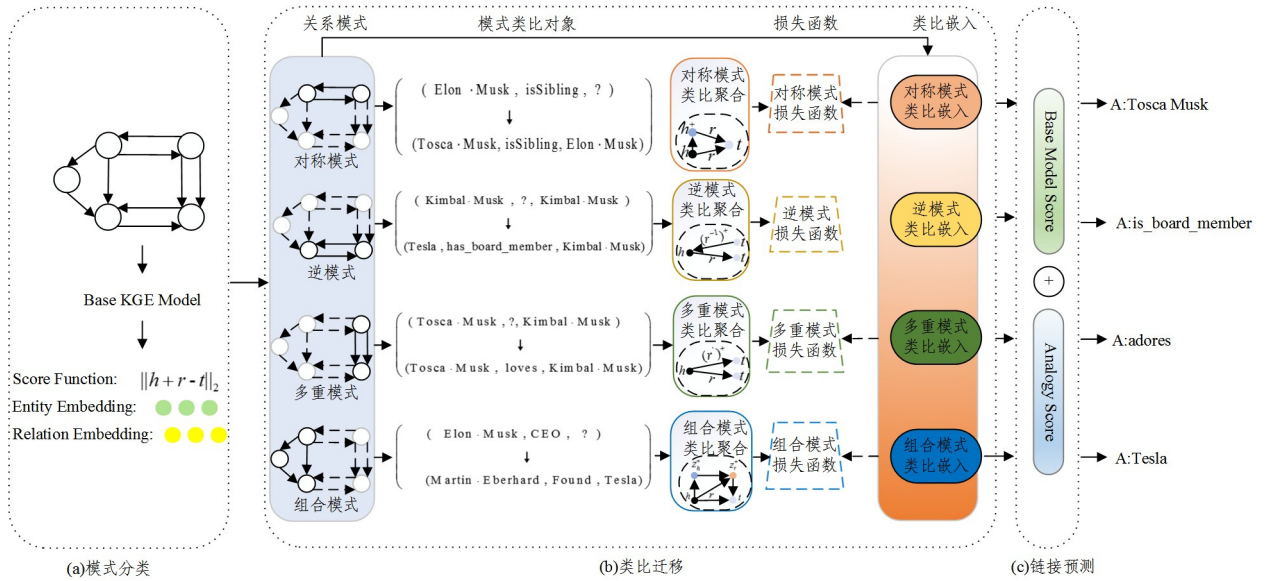 关系模式
模式类比对象
损失函数
类比嵌入
Base KGE Model
Score Function: ||h + r - t||₂
Entity Embedding:
Relation Embedding:
(a)模式分类
对称模式
( Elon · Musk , isSibling , ? )
(Tosca · Musk, isSibling, Elon · Musk)
对称模式
类比聚合
h⁺ r
h r t
对称模式
损失函数
对称模式
类比嵌入
逆模式
( Kimbal · Musk , ? , Kimbal · Musk )
(Tesla , has_board_member , Kimbal · Musk)
逆模式
类比聚合
(r⁻¹)⁺ t
h r t
逆模式
损失函数
逆模式
类比嵌入
多重模式
(Tosca · Musk , ?, Kimbal · Musk )
(Tosca · Musk , loves , Kimbal · Musk)
多重模式
类比聚合
(r')⁺ t
h r t
多重模式
损失函数
多重模式
类比嵌入
组合模式
( Elon · Musk , CEO , ? )
(Martin · Eberhard , Found , Tesla)
组合模式
类比聚合
h r t
组合模式
损失函数
组合模式
类比嵌入
(b)类比迁移
Base Model Score
+
Analogy Score
A:Tosca Musk
A:is_board_member
A:adores
A:Tesla
(c)链接预测